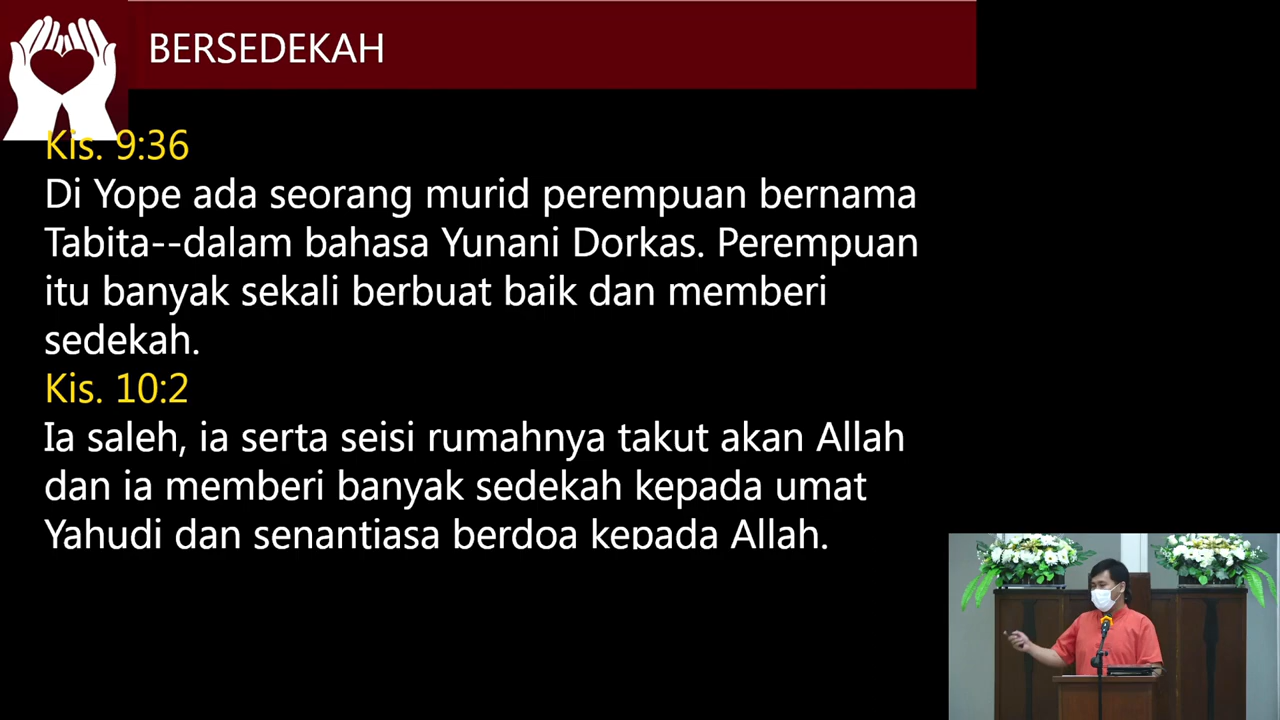 BERSEDEKAH
Kis. 9:36
Di Yope ada seorang murid perempuan bernama
Tabita--dalam bahasa Yunani Dorkas. Perempuan
itu banyak sekali berbuat baik dan memberi
sedekah.
Kis. 10:2
Ia saleh, ia serta seisi rumahnya takut akan Allah
dan ia memberi banyak sedekah kepada umat
Yahudi dan senantiasa berdoa kepada Allah.